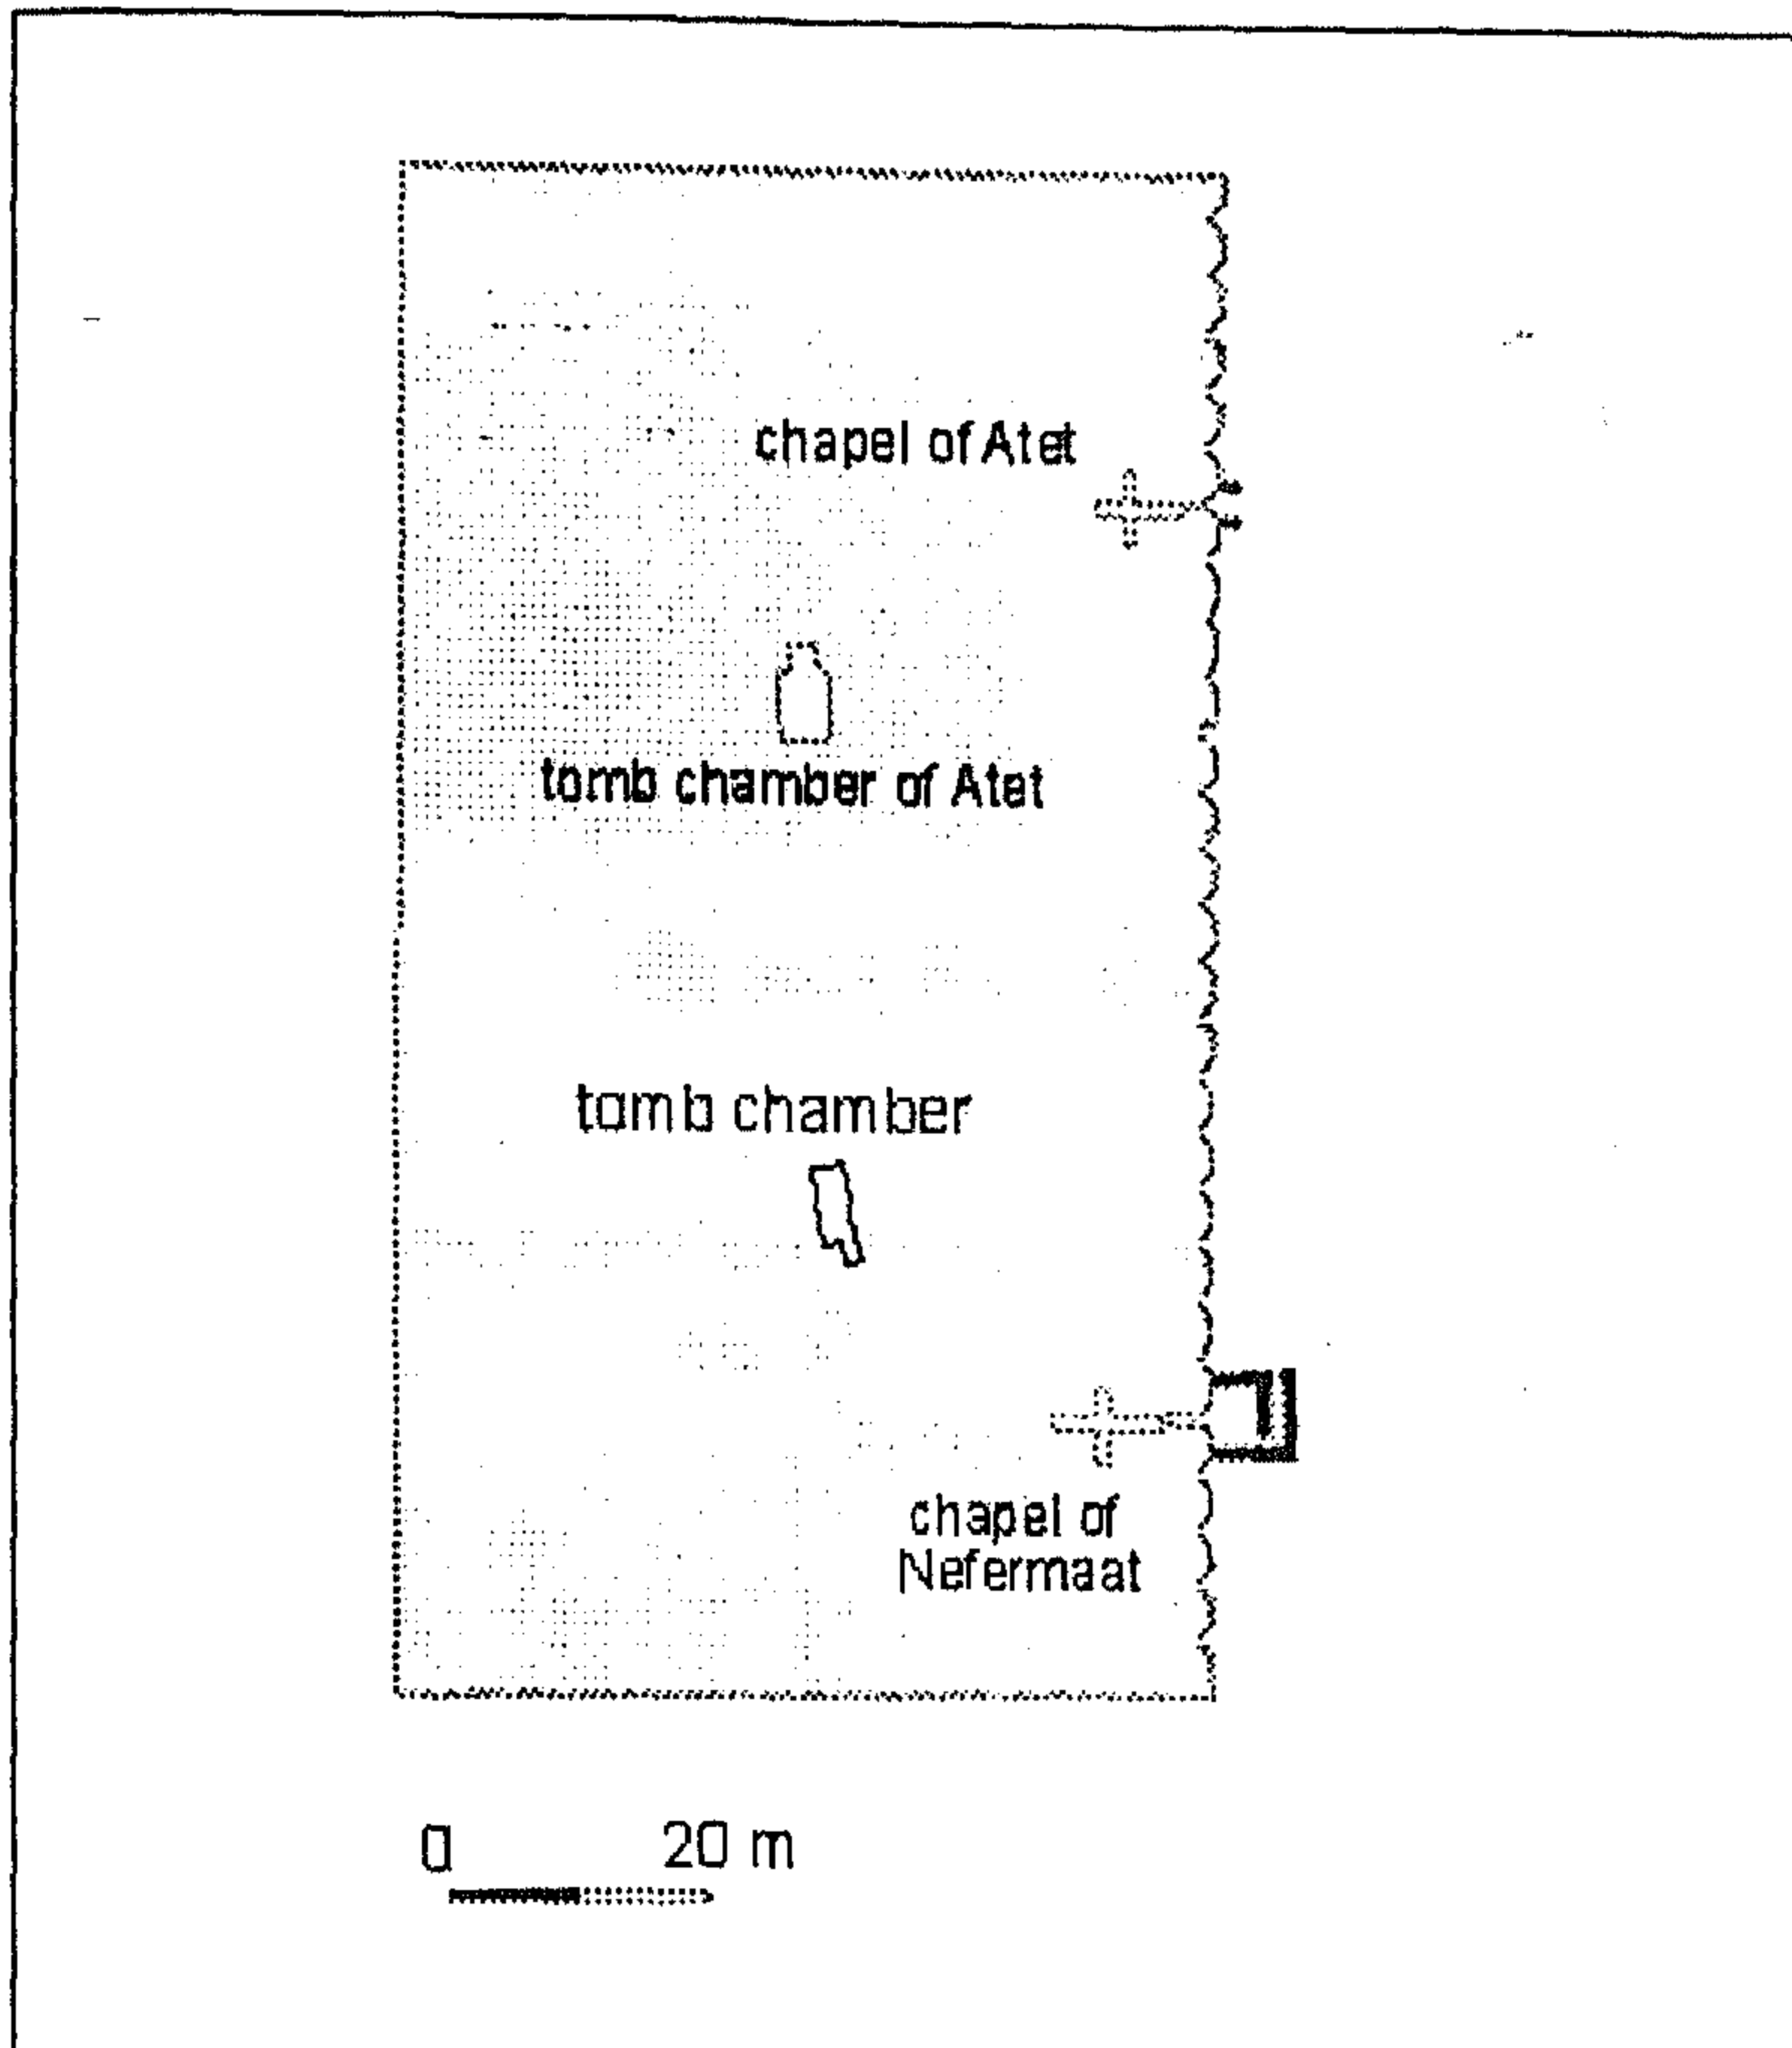 chapel of Atet
tomb chamber of Atet
tomb chamber
chapel of
Nefermaat
0 20 m